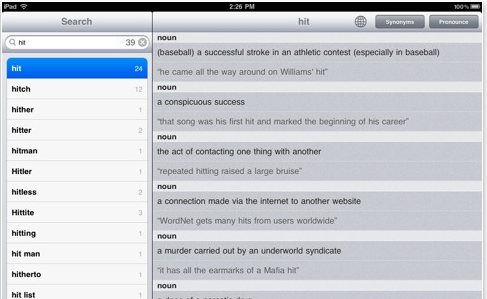 iPad 2:26 PM 100%
Search
hit 39
hit 24
hitch 12
hither 1
hitter 2
hitman 1
Hitler 1
hitless 2
Hittite 3
hitting 1
hit man 1
hitherto 1
hit list 1
hit Synonyms Pronounce
noun
(baseball) a successful stroke in an athletic contest (especially in baseball)
“he came all the way around on Williams' hit”
noun
a conspicuous success
“that song was his first hit and marked the beginning of his career”
noun
the act of contacting one thing with another
“repeated hitting raised a large bruise”
noun
a connection made via the internet to another website
“WordNet gets many hits from users worldwide”
noun
a murder carried out by an underworld syndicate
“it has all the earmarks of a Mafia hit”
noun